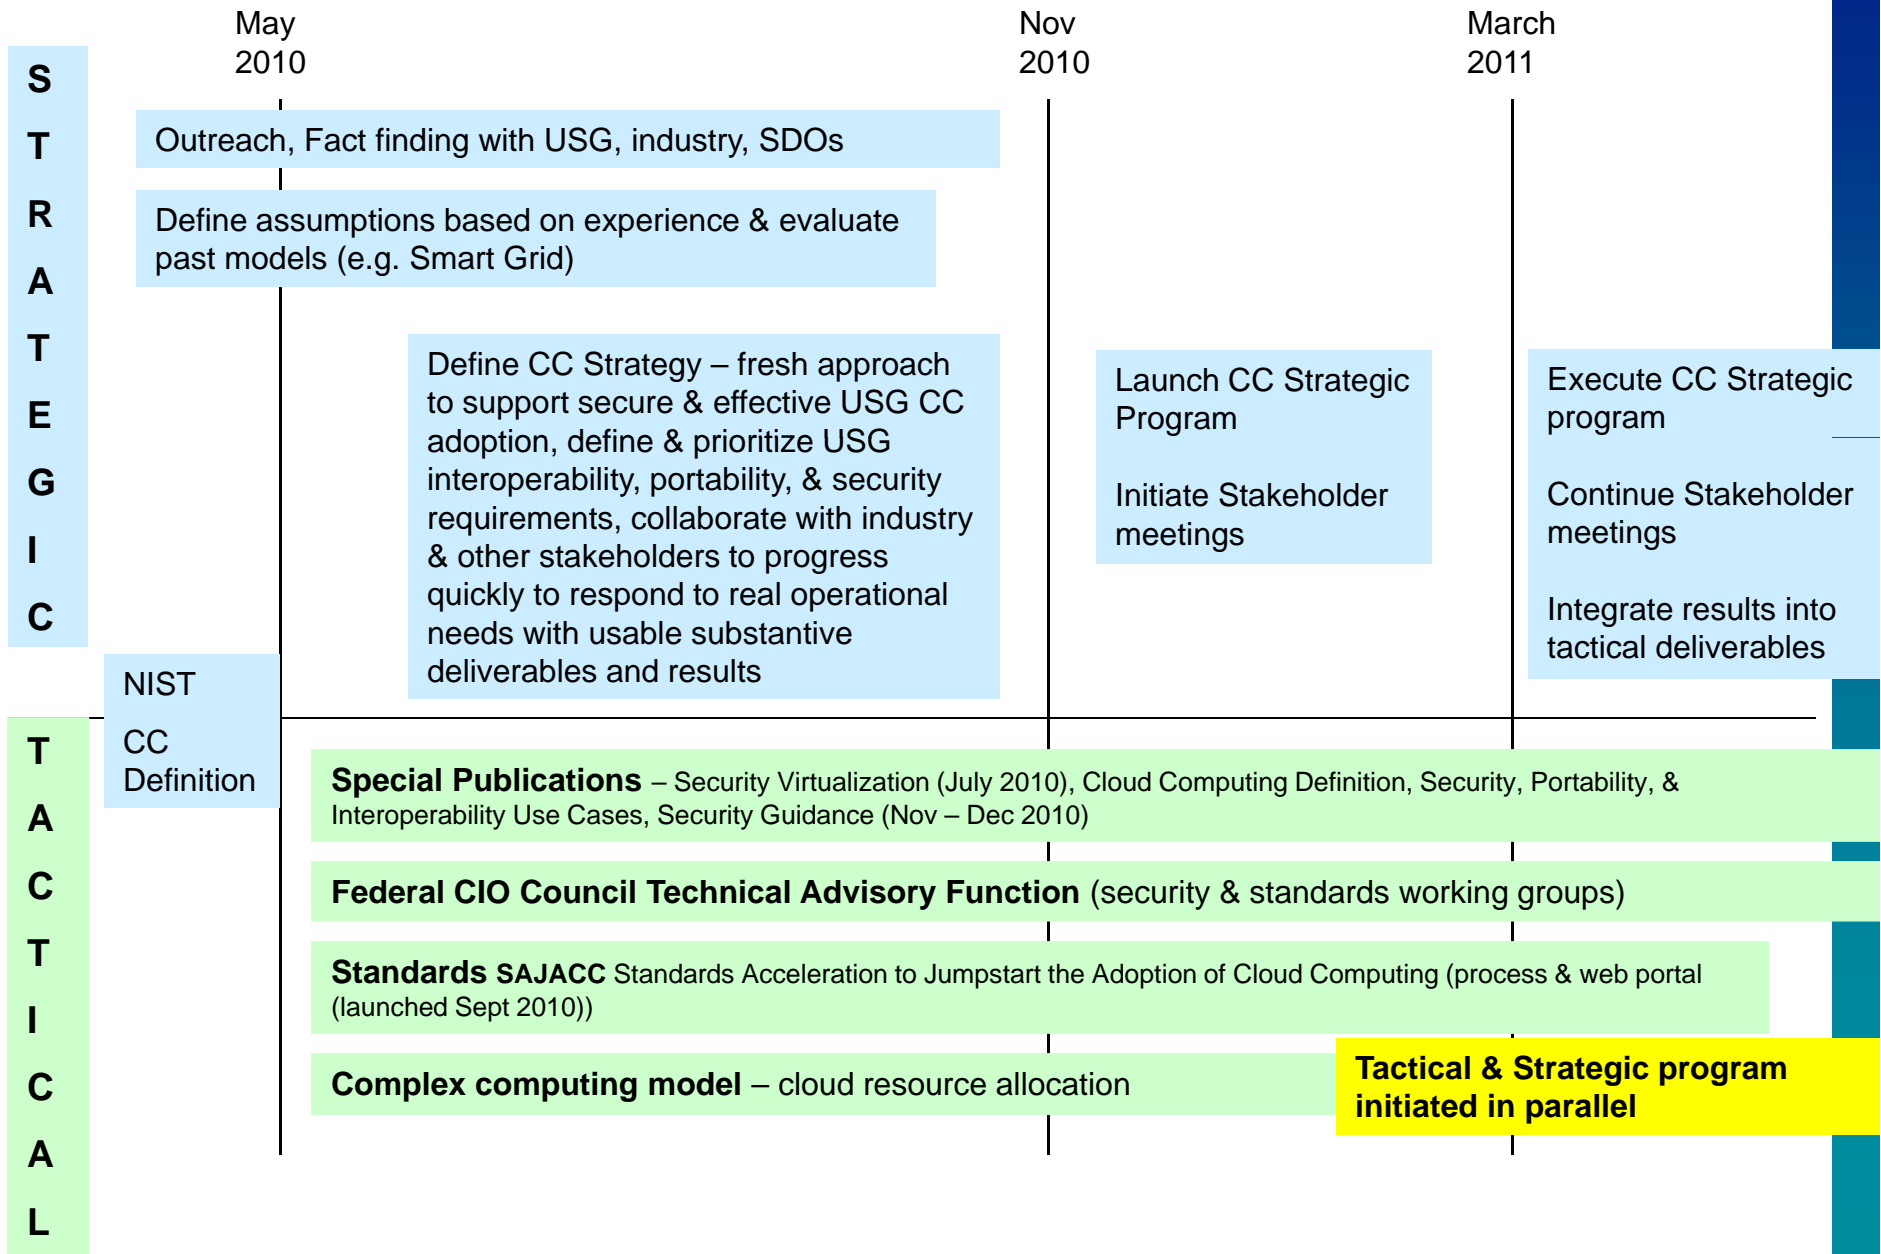 May
2010
Nov
2010
March
2011
S
T
R
A
T
E
G
I
C
Outreach, Fact finding with USG, industry, SDOs
Define assumptions based on experience & evaluate
past models (e.g. Smart Grid)
Define CC Strategy – fresh approach
to support secure & effective USG CC
adoption, define & prioritize USG
interoperability, portability, & security
requirements, collaborate with industry
& other stakeholders to progress
quickly to respond to real operational
needs with usable substantive
deliverables and results
Launch CC Strategic
Program
Initiate Stakeholder
meetings
Execute CC Strategic
program
Continue Stakeholder
meetings
Integrate results into
tactical deliverables
NIST
CC
Definition
T
A
C
T
I
C
A
L
Special Publications – Security Virtualization (July 2010), Cloud Computing Definition, Security, Portability, &
Interoperability Use Cases, Security Guidance (Nov – Dec 2010)
Federal CIO Council Technical Advisory Function (security & standards working groups)
Standards SAJACC Standards Acceleration to Jumpstart the Adoption of Cloud Computing (process & web portal
(launched Sept 2010))
Complex computing model – cloud resource allocation
Tactical & Strategic program
initiated in parallel